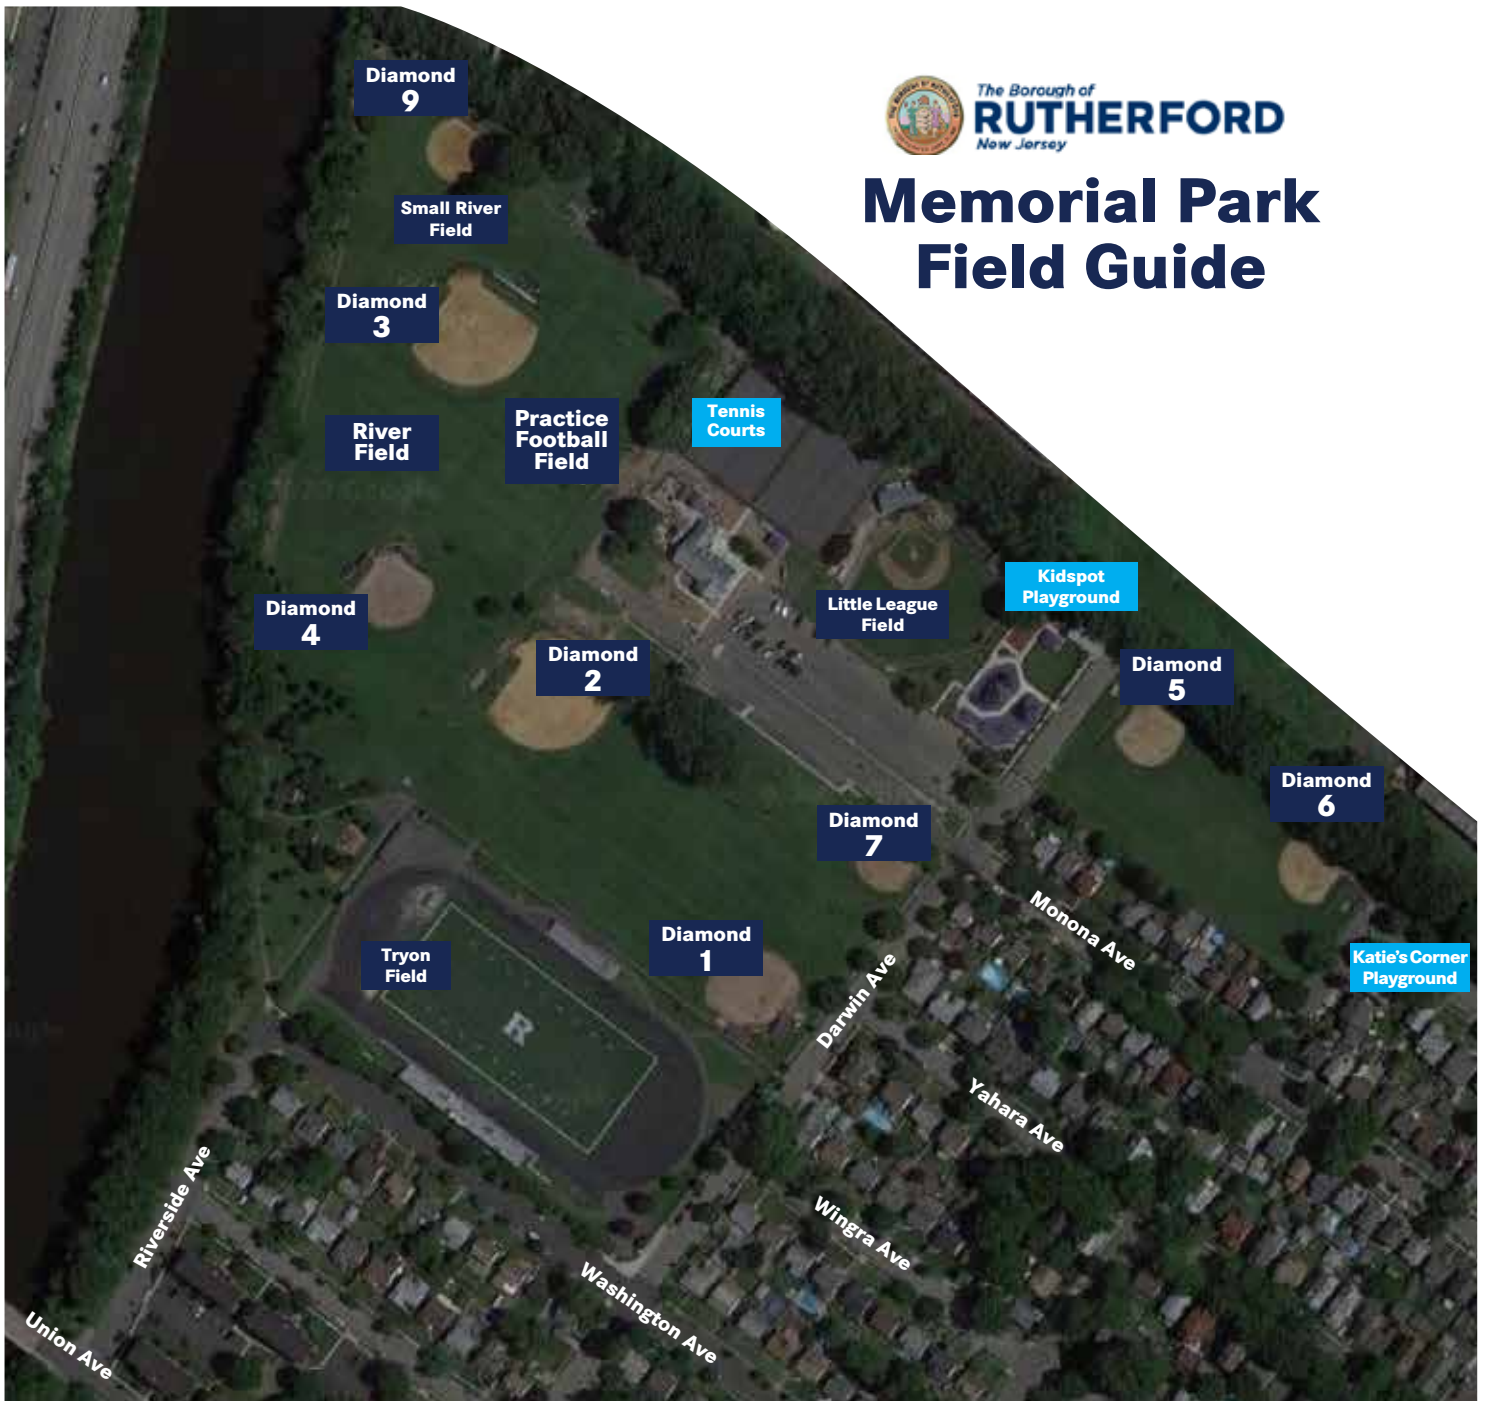 The Borough of
RUTHERFORD
New Jersey
Memorial Park
Field Guide
Diamond
9
Small River
Field
Diamond
3
River
Field
Practice
Football
Field
Tennis
Courts
Diamond
4
Diamond
2
Little League
Field
Kidspot
Playground
Diamond
5
Diamond
6
Diamond
7
Diamond
1
Tryon
Field
R
Katie's Corner
Playground
Monona Ave
Darwin Ave
Yahara Ave
Wingra Ave
Washington Ave
Riverside Ave
Union Ave